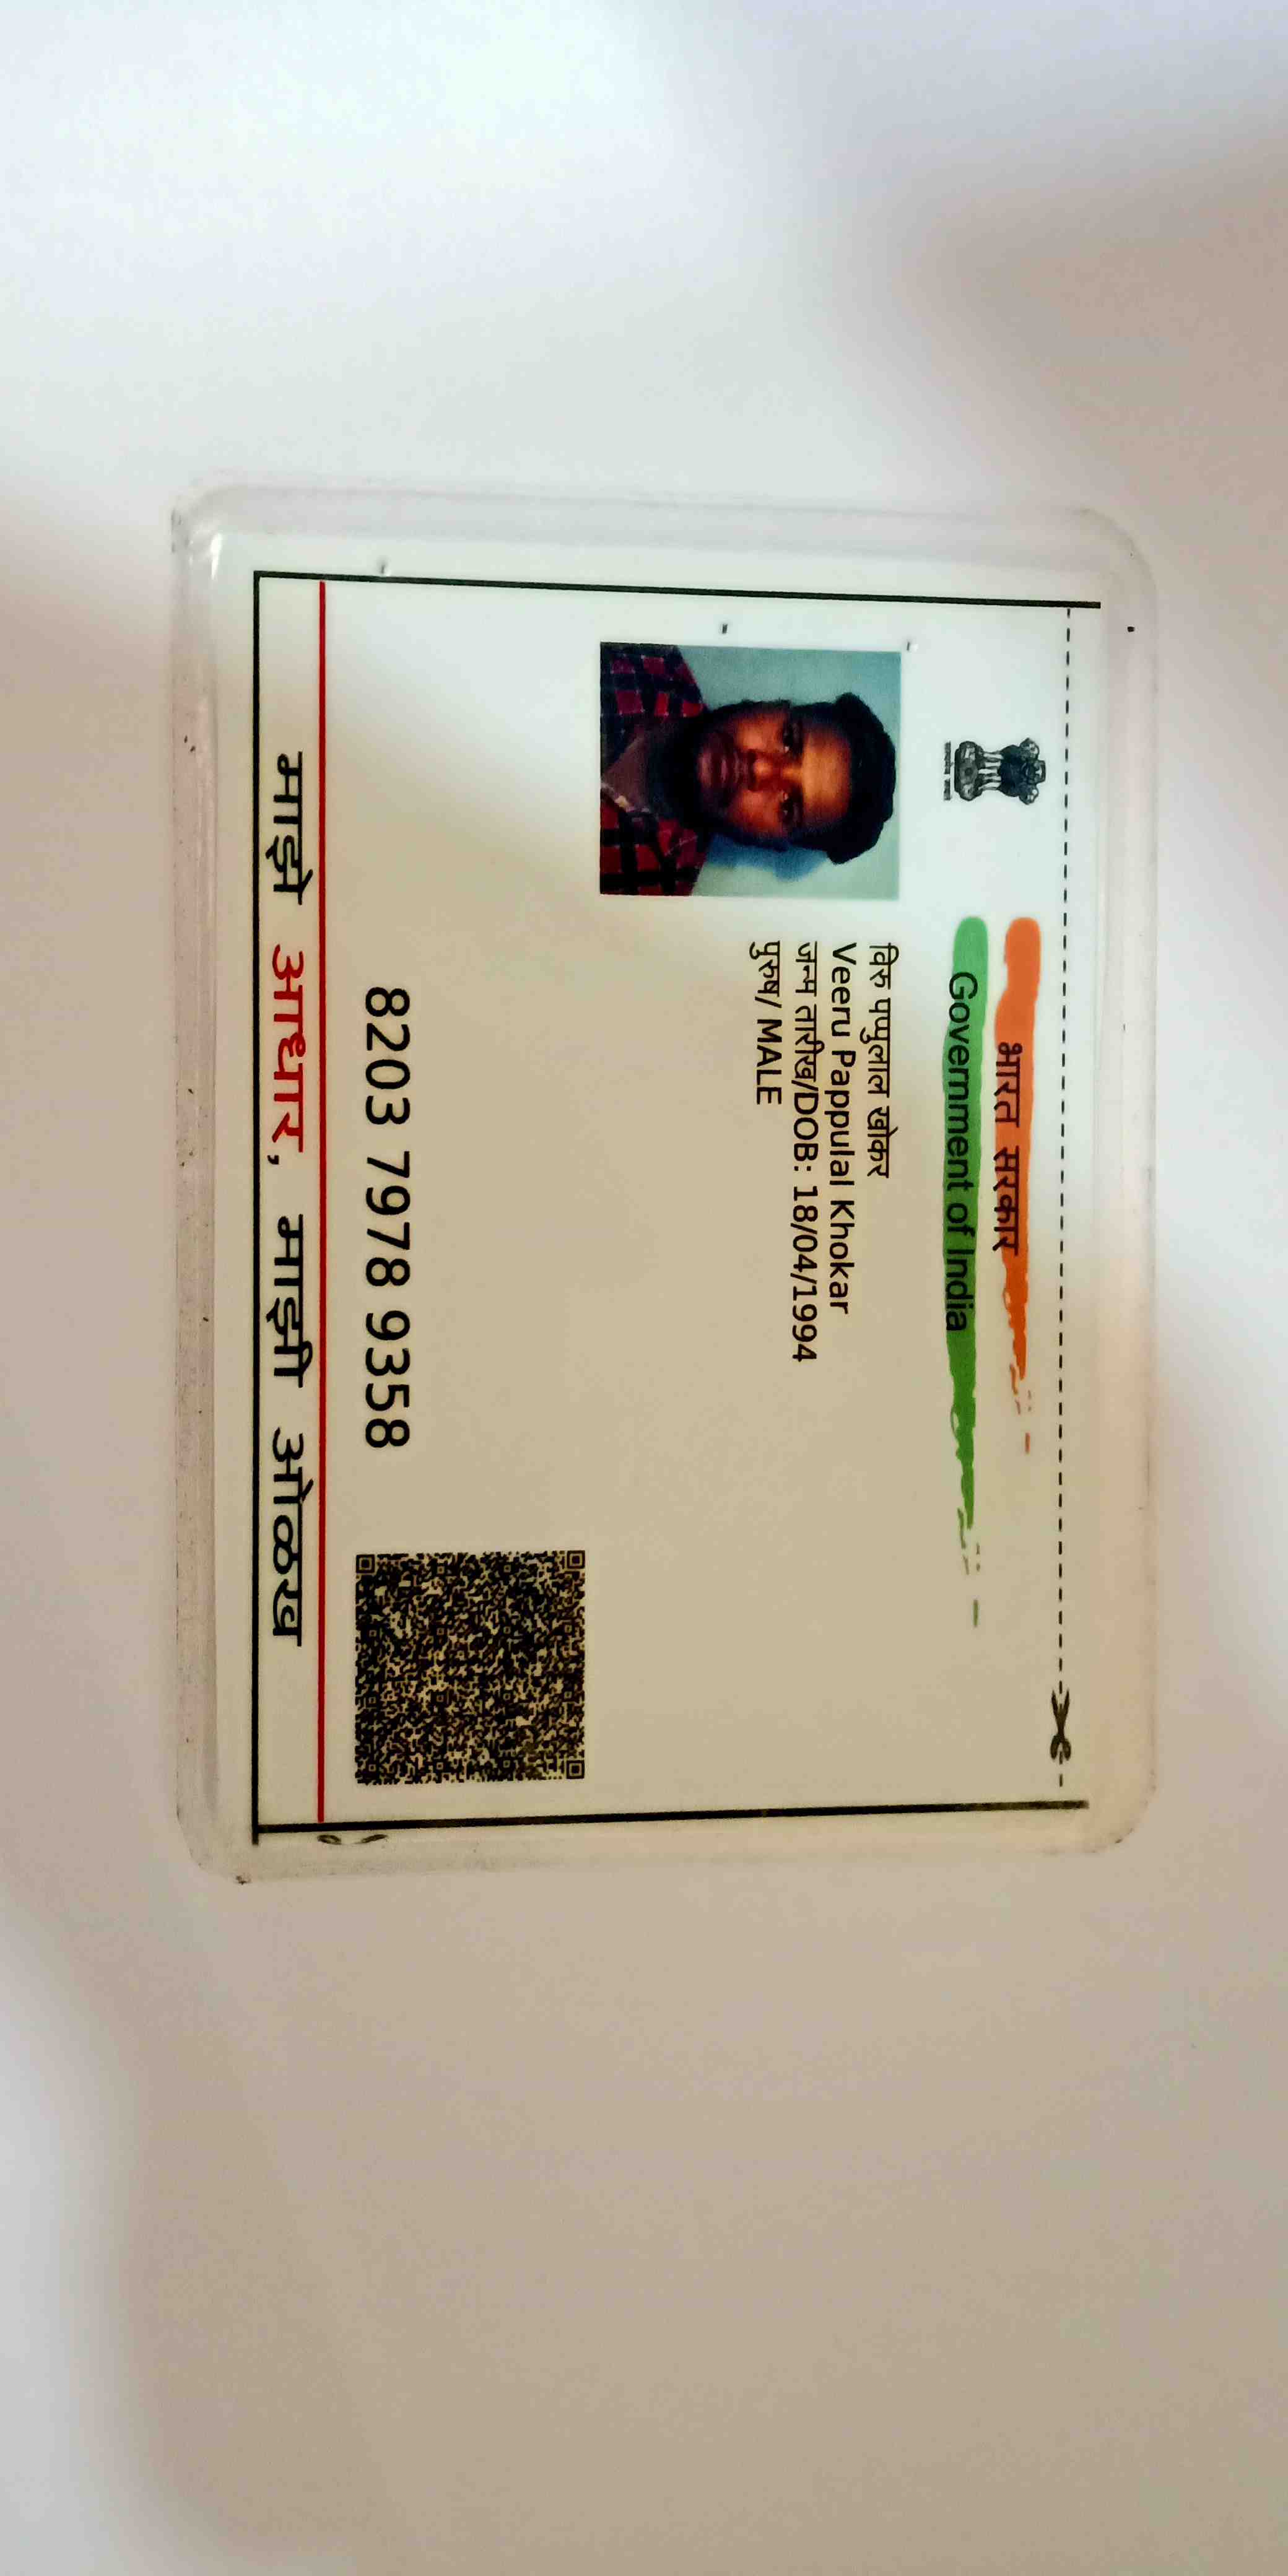 भारत सरकार
Government of India
विरु पप्पुलाल खोकर
Veeru Pappulal Khokar
जन्म तारीख/DOB: 18/04/1994
पुरुष/ MALE
8203 7978 9358
माझे आधार, माझी ओळख